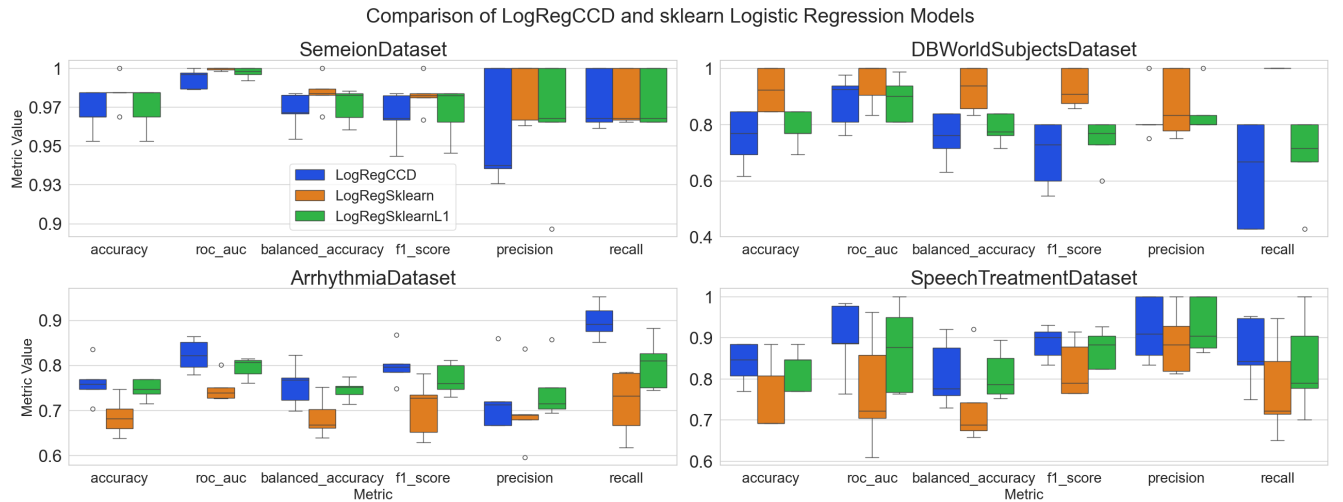 Comparison of LogRegCCD and sklearn Logistic Regression Models
SemeionDataset
Metric Value
1
0.97
0.95
0.93
0.9
LogRegCCD
LogRegSklearn
LogRegSklearnL1
accuracy roc_auc balanced_accuracy f1_score precision recall
DBWorldSubjectsDataset
1
0.8
0.6
0.4
accuracy roc_auc balanced_accuracy f1_score precision recall
ArrhythmiaDataset
Metric Value
0.9
0.8
0.7
0.6
accuracy roc_auc balanced_accuracy f1_score precision recall
Metric
SpeechTreatmentDataset
1
0.9
0.8
0.7
0.6
accuracy roc_auc balanced_accuracy f1_score precision recall
Metric